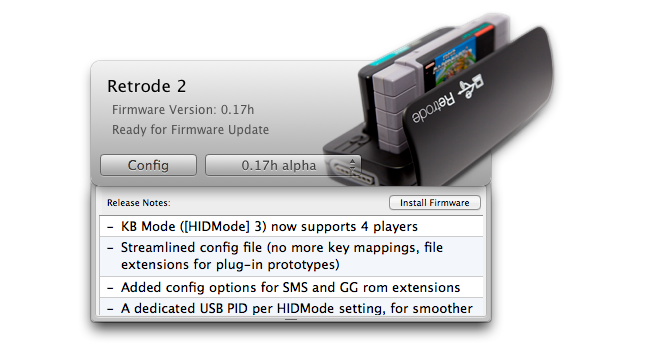 Retrode 2
Firmware Version: 0.17h
Ready for Firmware Update
Config
0.17h alpha
Retrode
Release Notes:
Install Firmware
– KB Mode ([HIDMode] 3) now supports 4 players
– Streamlined config file (no more key mappings, file
extensions for plug-in prototypes)
– Added config options for SMS and GG rom extensions
– A dedicated USB PID per HIDMode setting, for smoother